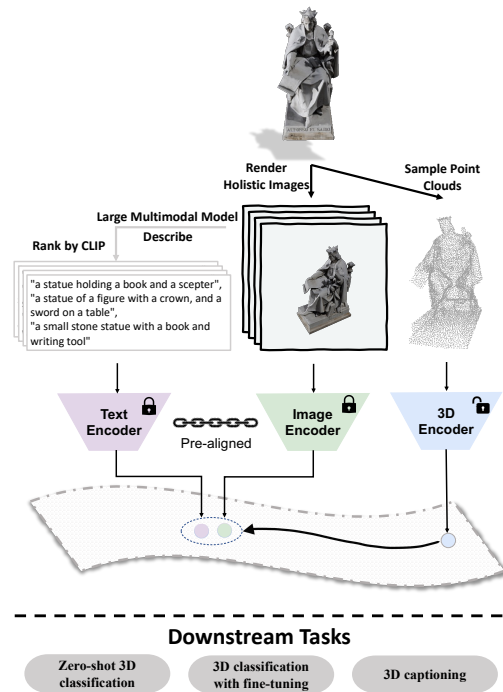 Render
Holistic Images
Sample Point
Clouds
Large Multimodal Model
Describe
Rank by CLIP
"a statue holding a book and a scepter",
"a statue of a figure with a crown, and a
sword on a table",
"a small stone statue with a book and
writing tool"
Text
Encoder
Pre-aligned
Image
Encoder
3D
Encoder
Downstream Tasks
Zero-shot 3D
classification
3D classification
with fine-tuning
3D captioning